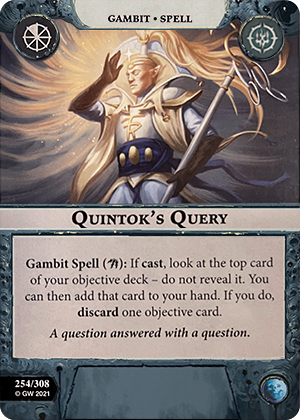 GAMBIT • SPELL
QUINTOK'S QUERY
Gambit Spell (): If cast, look at the top card
of your objective deck – do not reveal it. You
can then add that card to your hand. If you do,
discard one objective card.
A question answered with a question.
254/308
© GW 2021